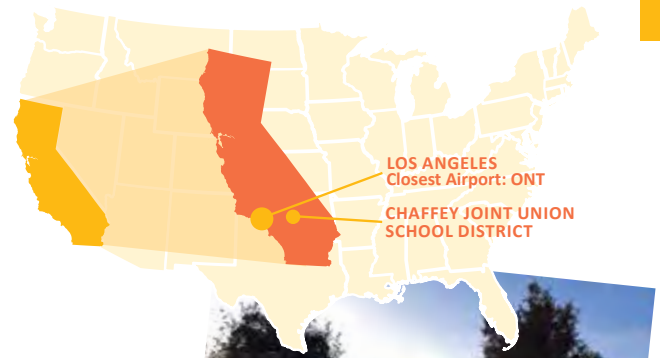 LOS ANGELES
Closest Airport: ONT
CHAFFEY JOINT UNION
SCHOOL DISTRICT